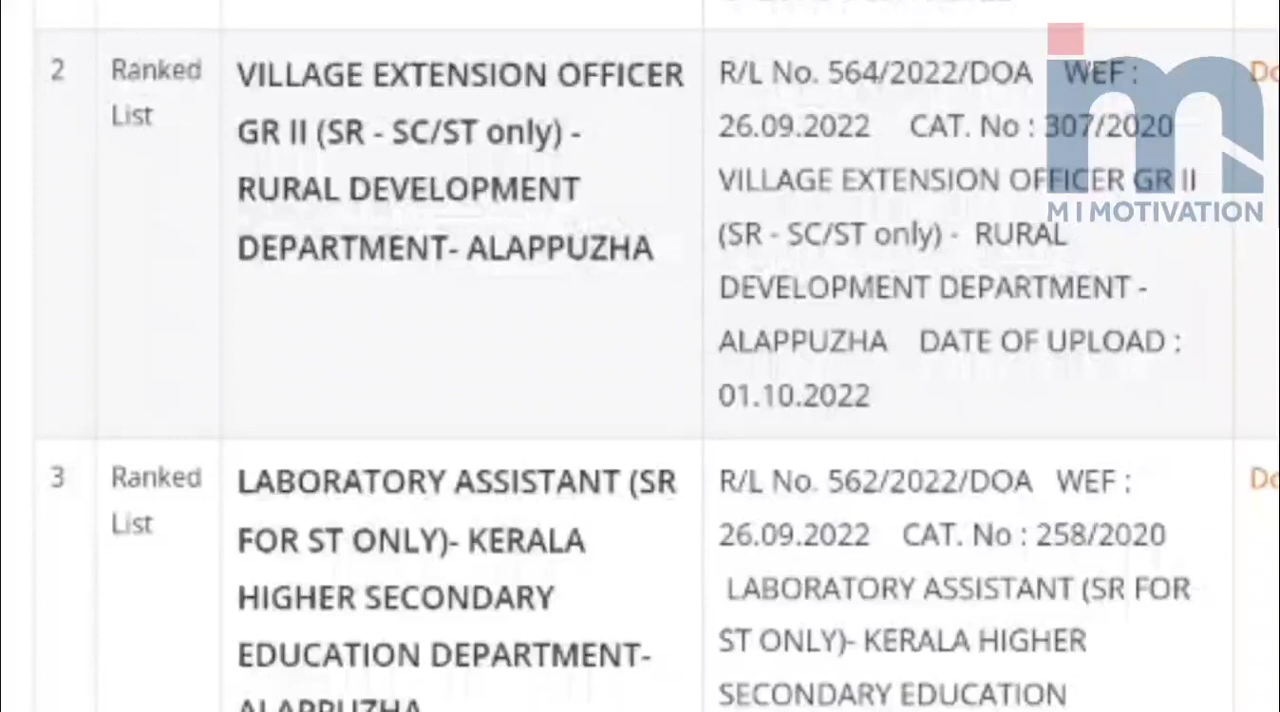 2
Ranked
List
VILLAGE EXTENSION OFFICER
GR II (SR - SC/ST only) -
RURAL DEVELOPMENT
DEPARTMENT- ALAPPUZHA
R/L No. 564/2022/DOA WEF :
26.09.2022 CAT. No : 307/2020
VILLAGE EXTENSION OFFICER GR II
(SR - SC/ST only) - RURAL
DEVELOPMENT DEPARTMENT -
ALAPPUZHA DATE OF UPLOAD :
01.10.2022
im
M I MOTIVATION
3
Ranked
List
LABORATORY ASSISTANT (SR
FOR ST ONLY)- KERALA
HIGHER SECONDARY
EDUCATION DEPARTMENT-
ALAPPUZHA
R/L No. 562/2022/DOA WEF :
26.09.2022 CAT. No : 258/2020
LABORATORY ASSISTANT (SR FOR
ST ONLY)- KERALA HIGHER
SECONDARY EDUCATION